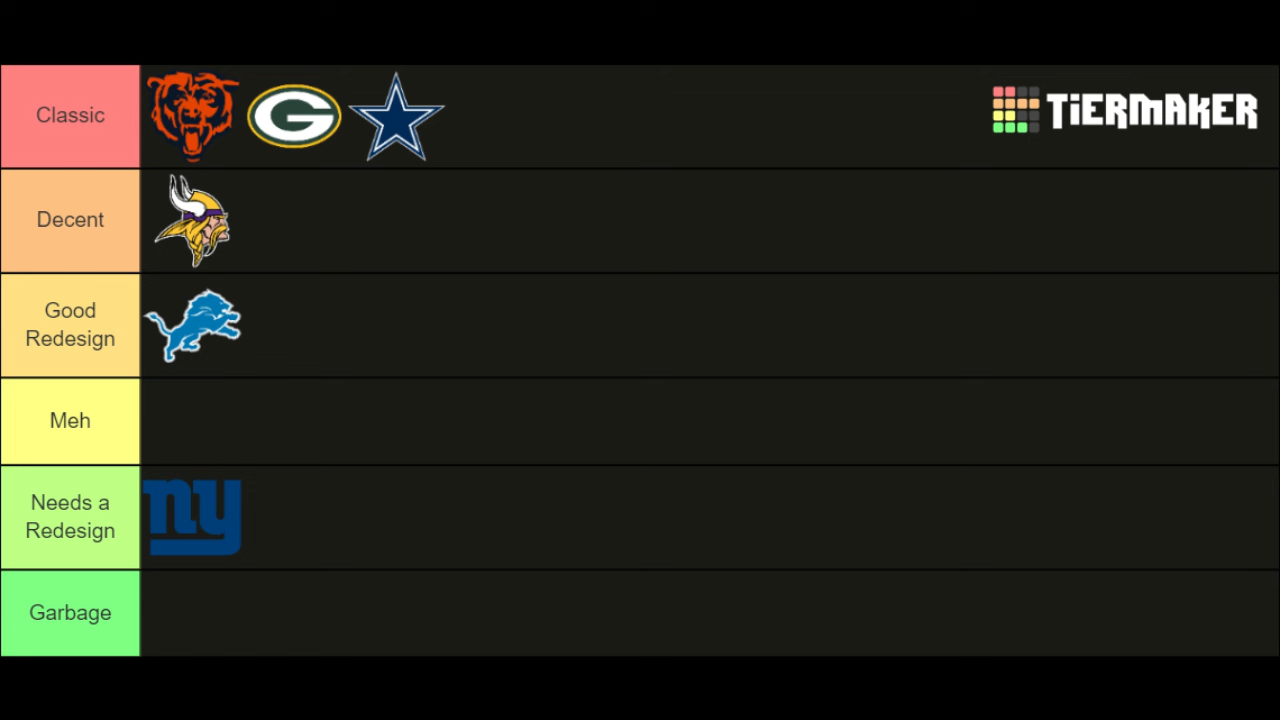 Classic
G
TiERMAKER
Decent
Good
Redesign
Meh
Needs a
Redesign
ny
Garbage